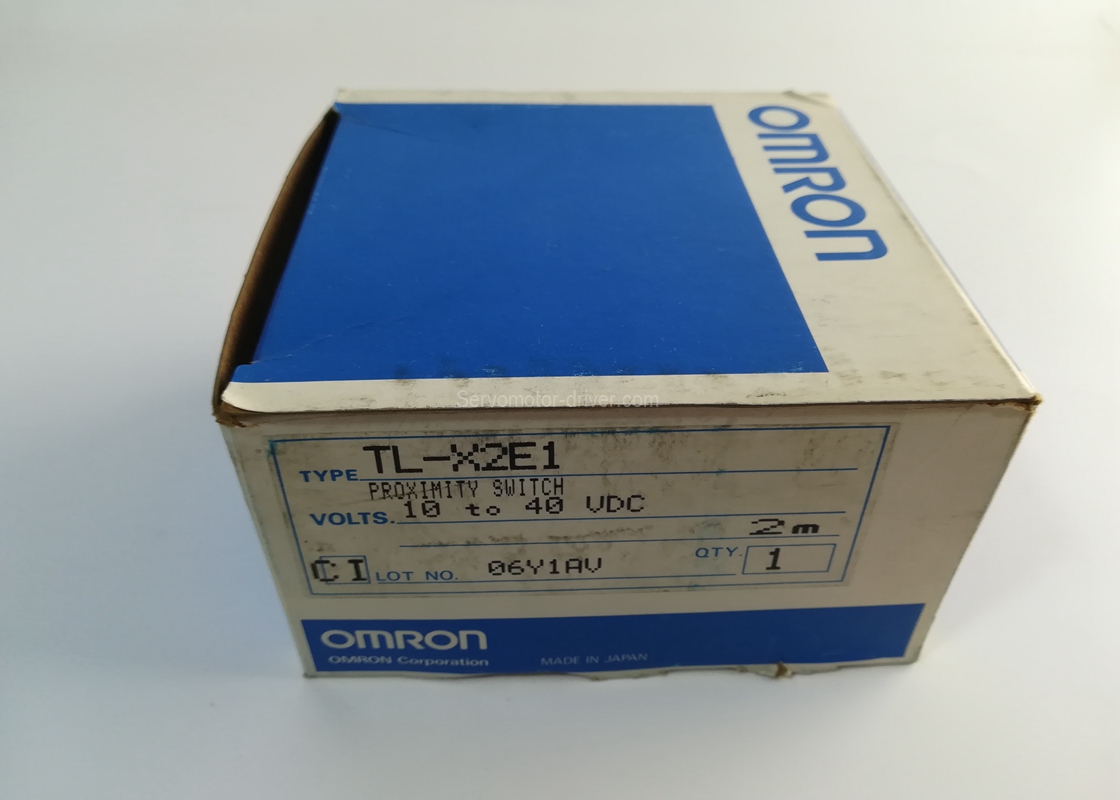 OMRON
Servomotor-driver.com
TYPE TL-X2E1
PROXIMITY SWITCH
VOLTS. 10 to 40 VDC
2m
CI LOT NO. 06Y1AV QTY. 1
OMRON
OMRON Corporation MADE IN JAPAN